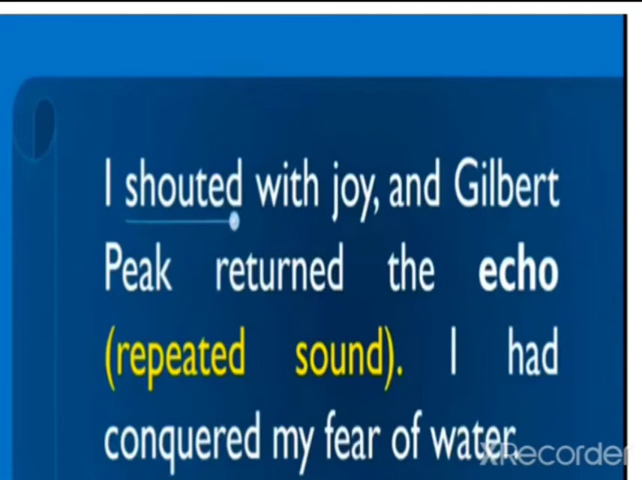 I shouted with joy, and Gilbert
Peak returned the echo
(repeated sound). I had
conquered my fear of water.
XRecorder